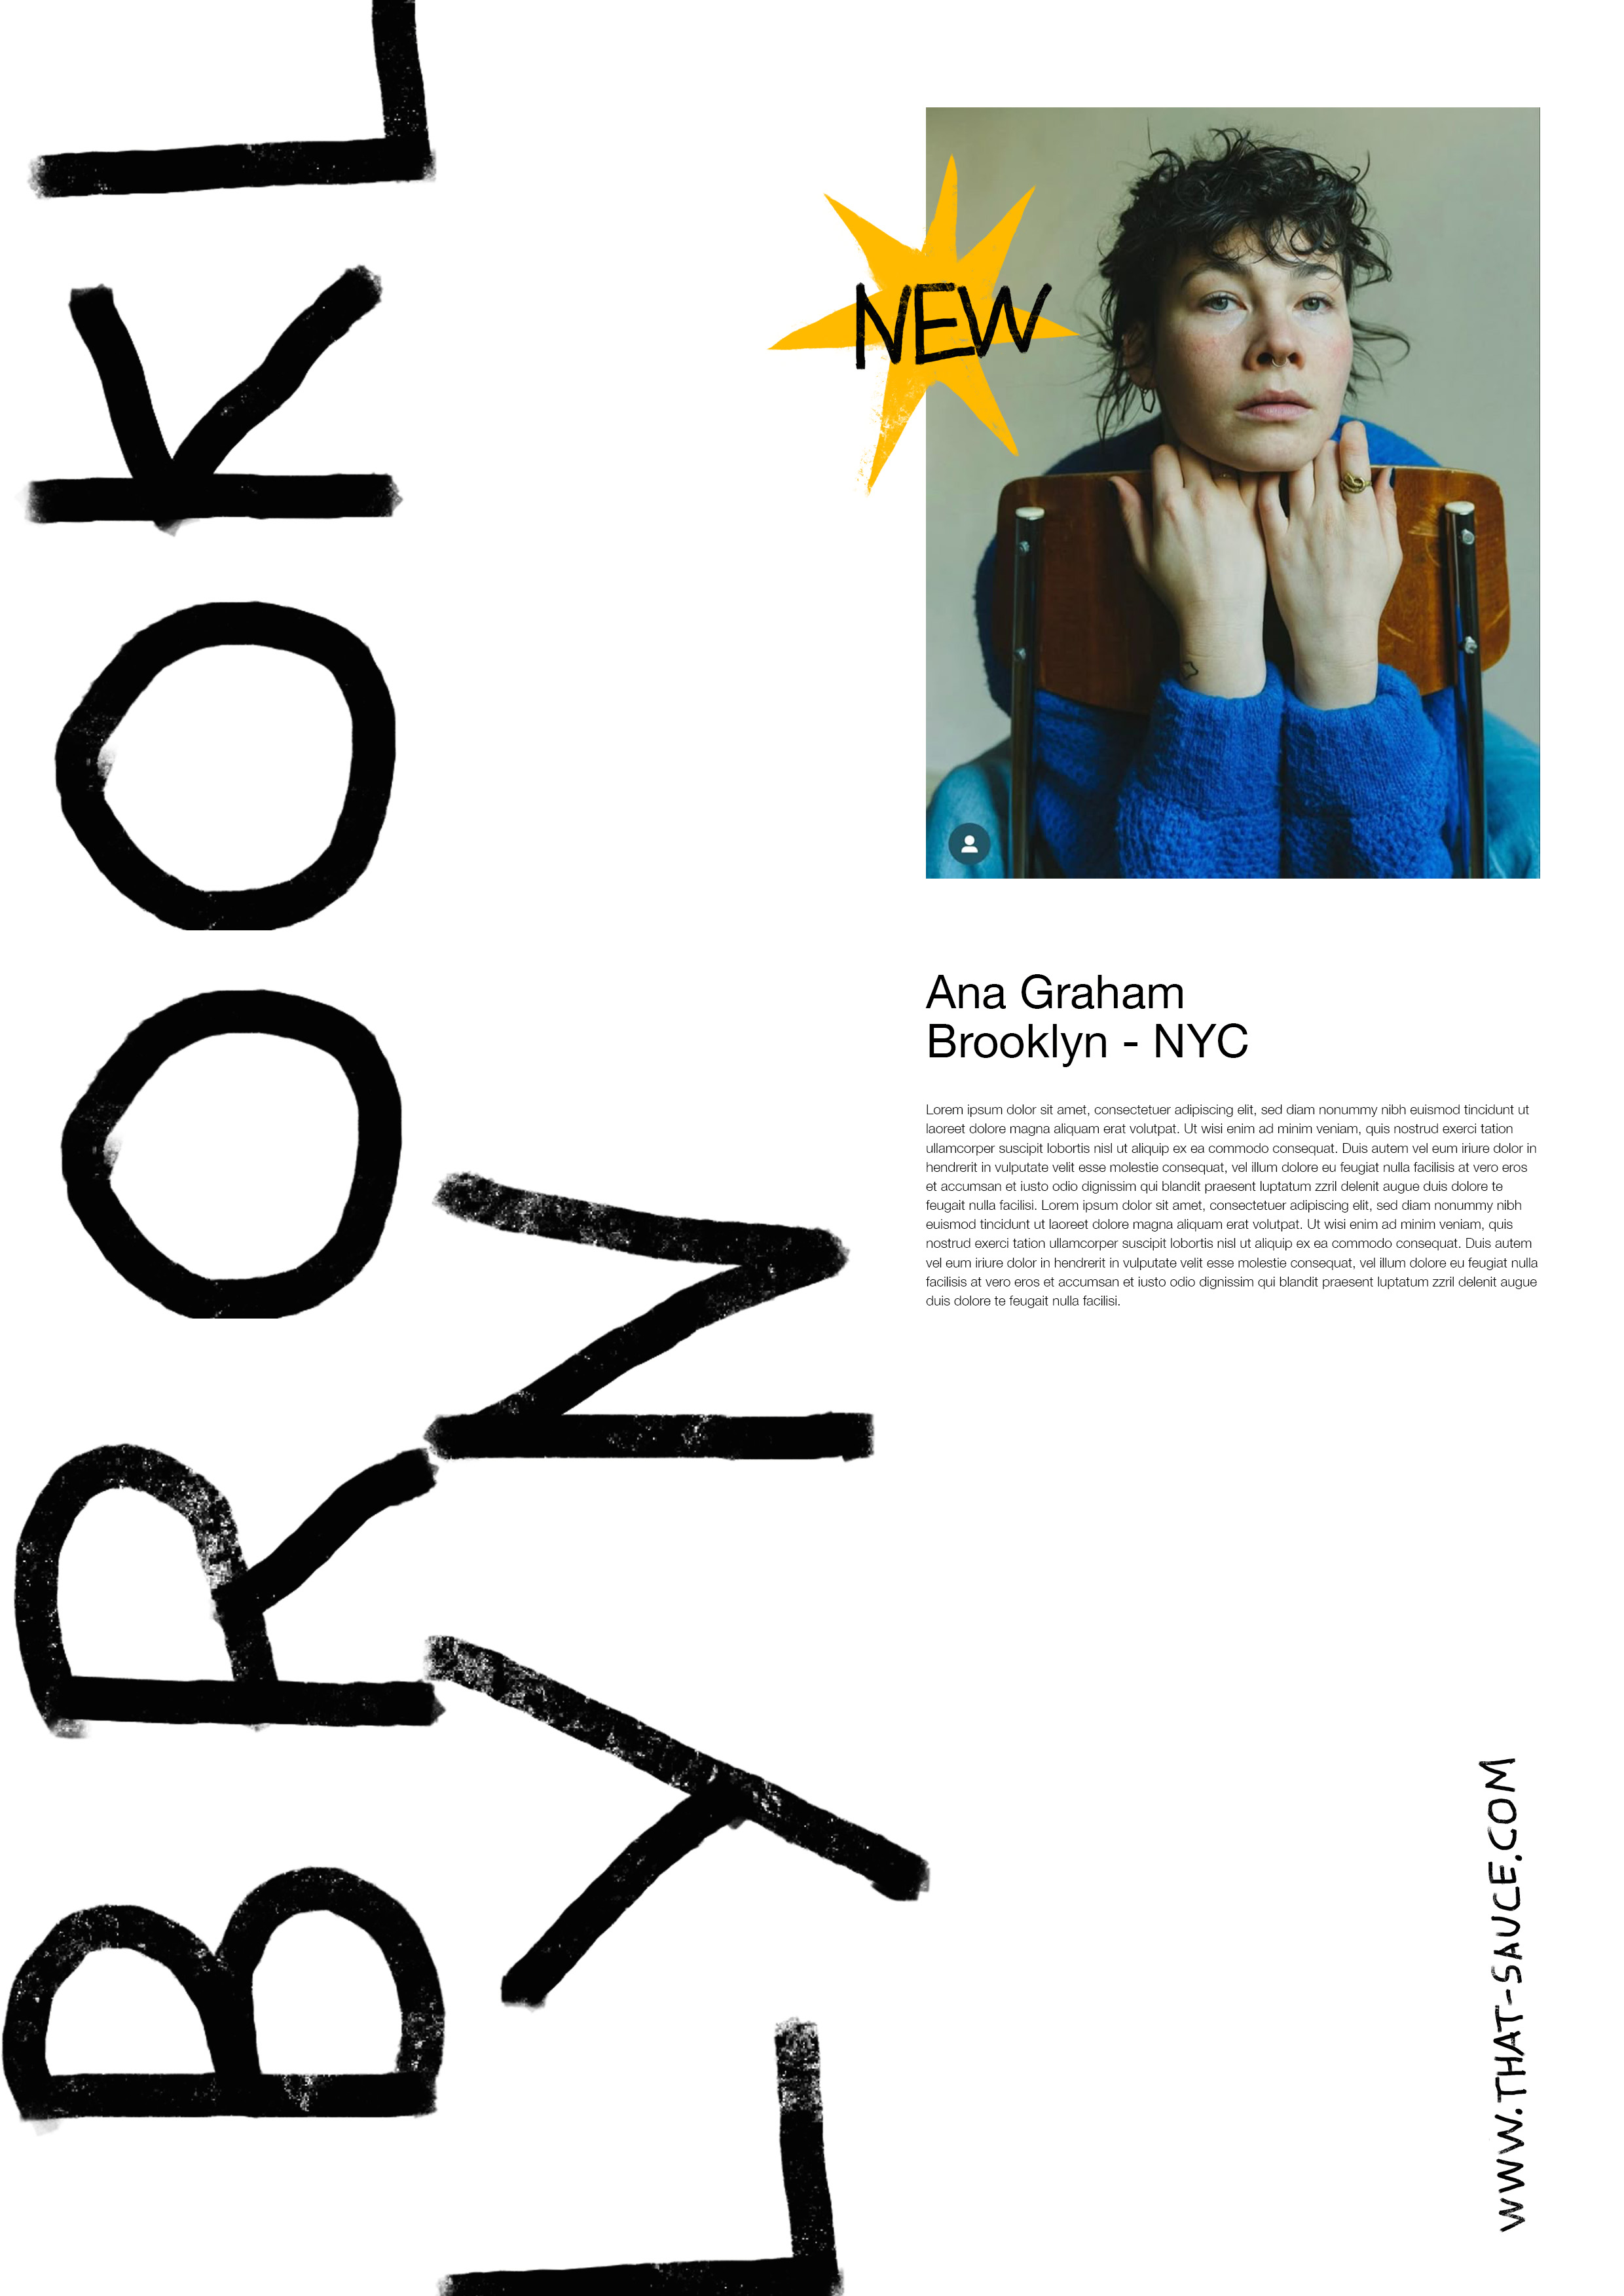 BROOKL
LYN
NEW
Ana Graham
Brooklyn - NYC
Lorem ipsum dolor sit amet, consectetuer adipiscing elit, sed diam nonummy nibh euismod tincidunt ut
laoreet dolore magna aliquam erat volutpat. Ut wisi enim ad minim veniam, quis nostrud exerci tation
ullamcorper suscipit lobortis nisl ut aliquip ex ea commodo consequat. Duis autem vel eum iriure dolor in
hendrerit in vulputate velit esse molestie consequat, vel illum dolore eu feugiat nulla facilisis at vero eros
et accumsan et iusto odio dignissim qui blandit praesent luptatum zzril delenit augue duis dolore te
feugait nulla facilisi. Lorem ipsum dolor sit amet, consectetuer adipiscing elit, sed diam nonummy nibh
euismod tincidunt ut laoreet dolore magna aliquam erat volutpat. Ut wisi enim ad minim veniam, quis
nostrud exerci tation ullamcorper suscipit lobortis nisl ut aliquip ex ea commodo consequat. Duis autem
vel eum iriure dolor in hendrerit in vulputate velit esse molestie consequat, vel illum dolore eu feugiat nulla
facilisis at vero eros et accumsan et iusto odio dignissim qui blandit praesent luptatum zzril delenit augue
duis dolore te feugait nulla facilisi.
WWW.THAT-SAUCE.COM